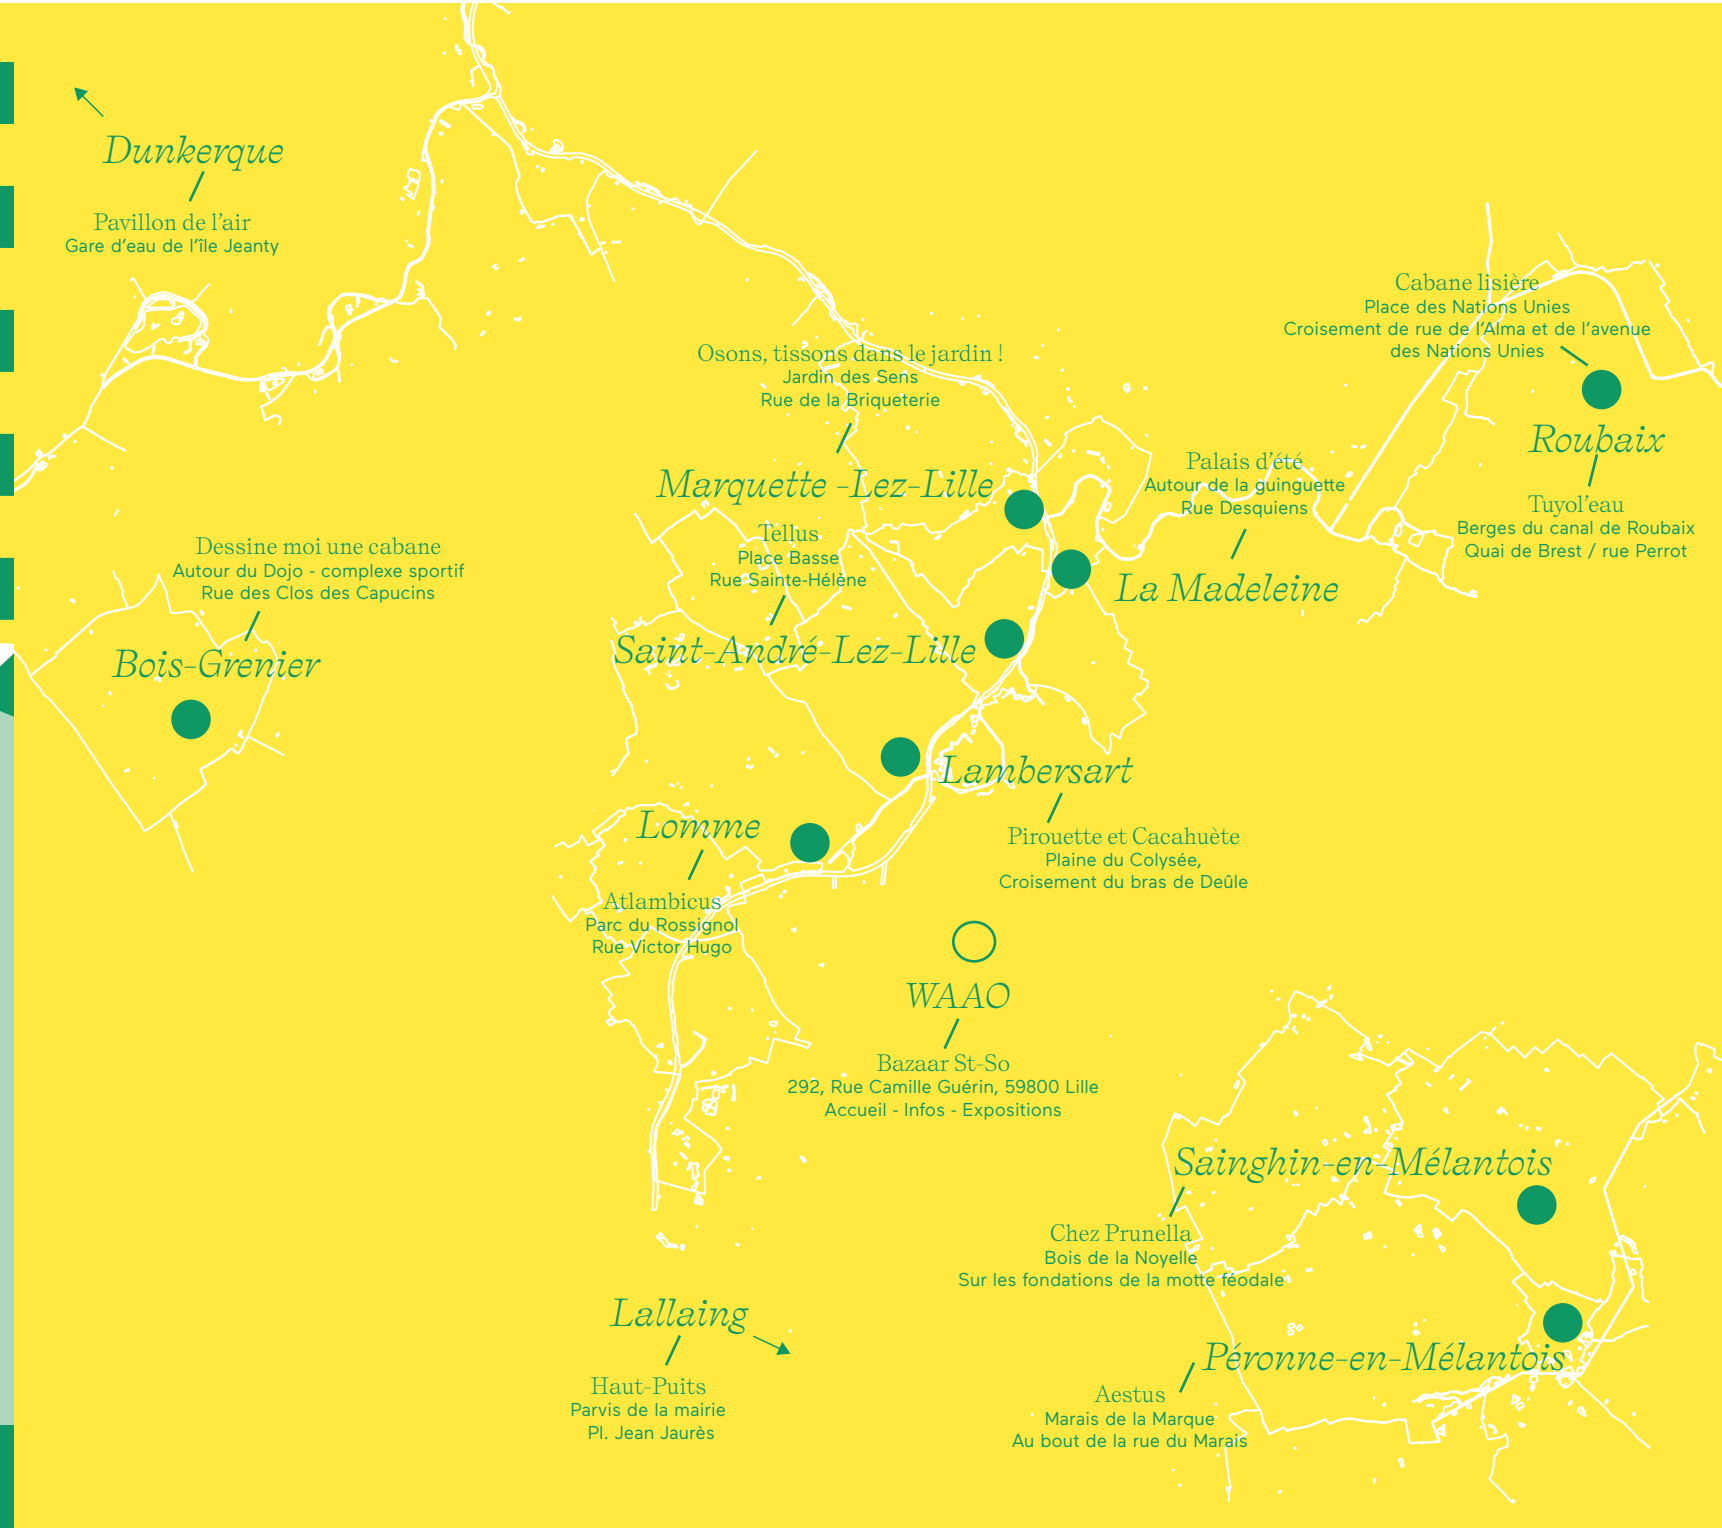 Dunkerque
Pavillon de l'air
Gare d'eau de l'île Jeanty
Cabane lisière
Place des Nations Unies
Croisement de rue de l'Alma et de l'avenue
des Nations Unies
Roubaix
Tuyol'eau
Berges du canal de Roubaix
Quai de Brest / rue Perrot
Osons, tissons dans le jardin !
Jardin des Sens
Rue de la Briqueterie
Marquette -Lez-Lille
Palais d'été
Autour de la guinguette
Rue Desquiens
La Madeleine
Tellus
Place Basse
Rue Sainte-Hélène
Saint-André-Lez-Lille
Dessine moi une cabane
Autour du Dojo - complexe sportif
Rue des Clos des Capucins
Bois-Grenier
Lambersart
Pirouette et Cacahuète
Plaine du Colysée,
Croisement du bras de Deûle
Lomme
Atlambicus
Parc du Rossignol
Rue Victor Hugo
WAAO
Bazaar St-So
292, Rue Camille Guérin, 59800 Lille
Accueil - Infos - Expositions
Sainghin-en-Mélantois
Chez Prunella
Bois de la Noyelle
Sur les fondations de la motte féodale
Lallaing
Haut-Puits
Parvis de la mairie
Pl. Jean Jaurès
Péronne-en-Mélantois
Aestus
Marais de la Marque
Au bout de la rue du Marais